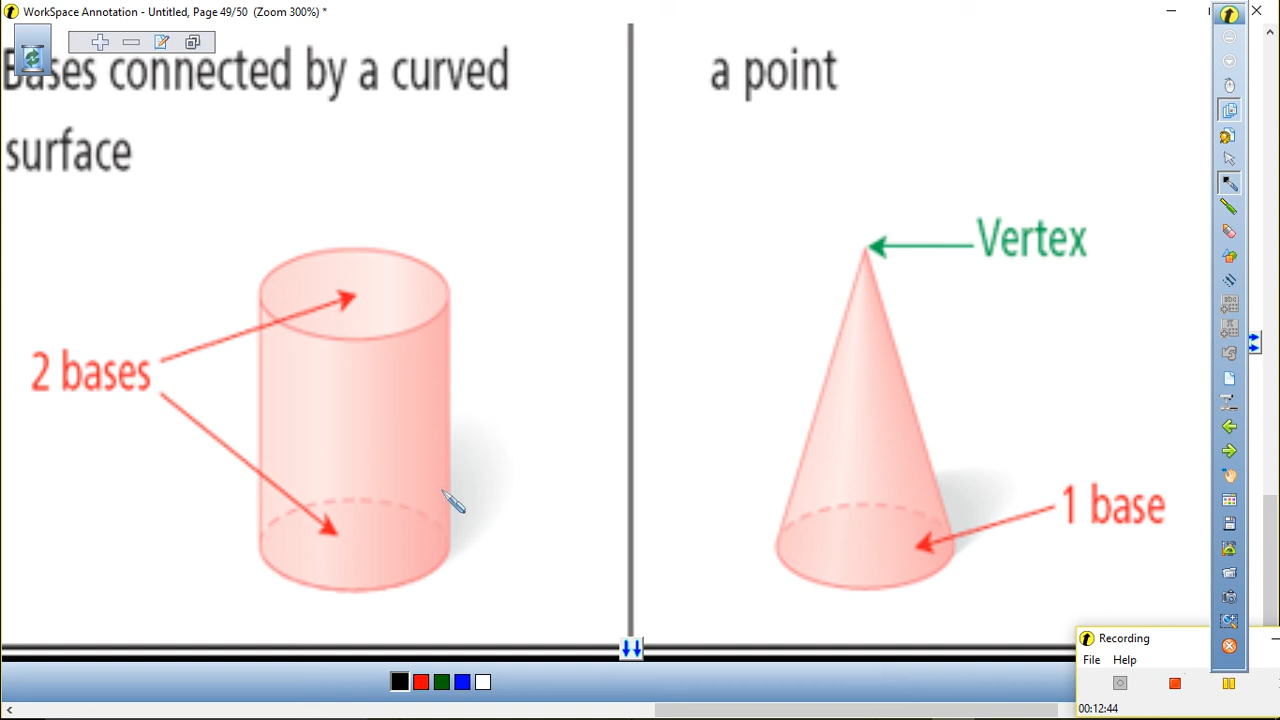 WorkSpace Annotation - Untitled, Page 49/50 (Zoom 300%) *
Bases connected by a curved
surface
a point
Vertex
2 bases
1 base
Recording
File Help
00:12:44